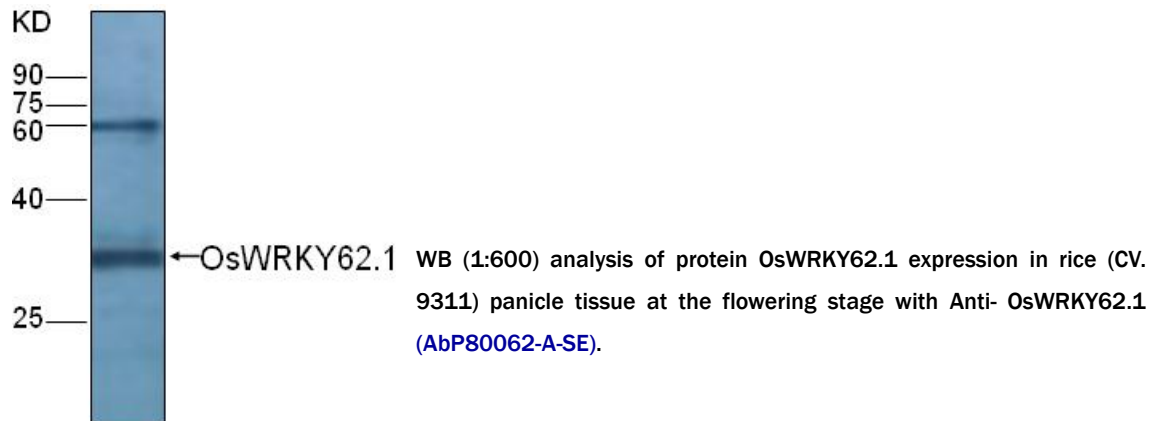 KD
90
75
60
40
OsWRKY62.1
25
WB (1:600) analysis of protein OsWRKY62.1 expression in rice (CV.
9311) panicle tissue at the flowering stage with Anti- OsWRKY62.1
(AbP80062-A-SE).